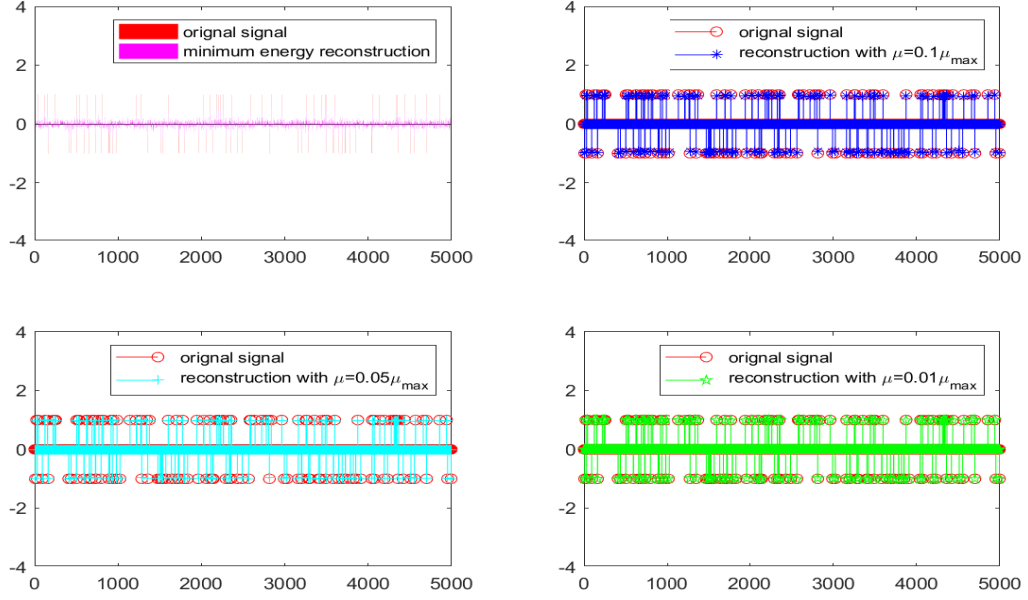 4
orignal signal
minimum energy reconstruction
2
0
-2
-4
0 1000 2000 3000 4000 5000
4
orignal signal
reconstruction with μ=0.1μmax
2
0
-2
-4
0 1000 2000 3000 4000 5000
4
orignal signal
reconstruction with μ=0.05μmax
2
0
-2
-4
0 1000 2000 3000 4000 5000
4
orignal signal
reconstruction with μ=0.01μmax
2
0
-2
-4
0 1000 2000 3000 4000 5000